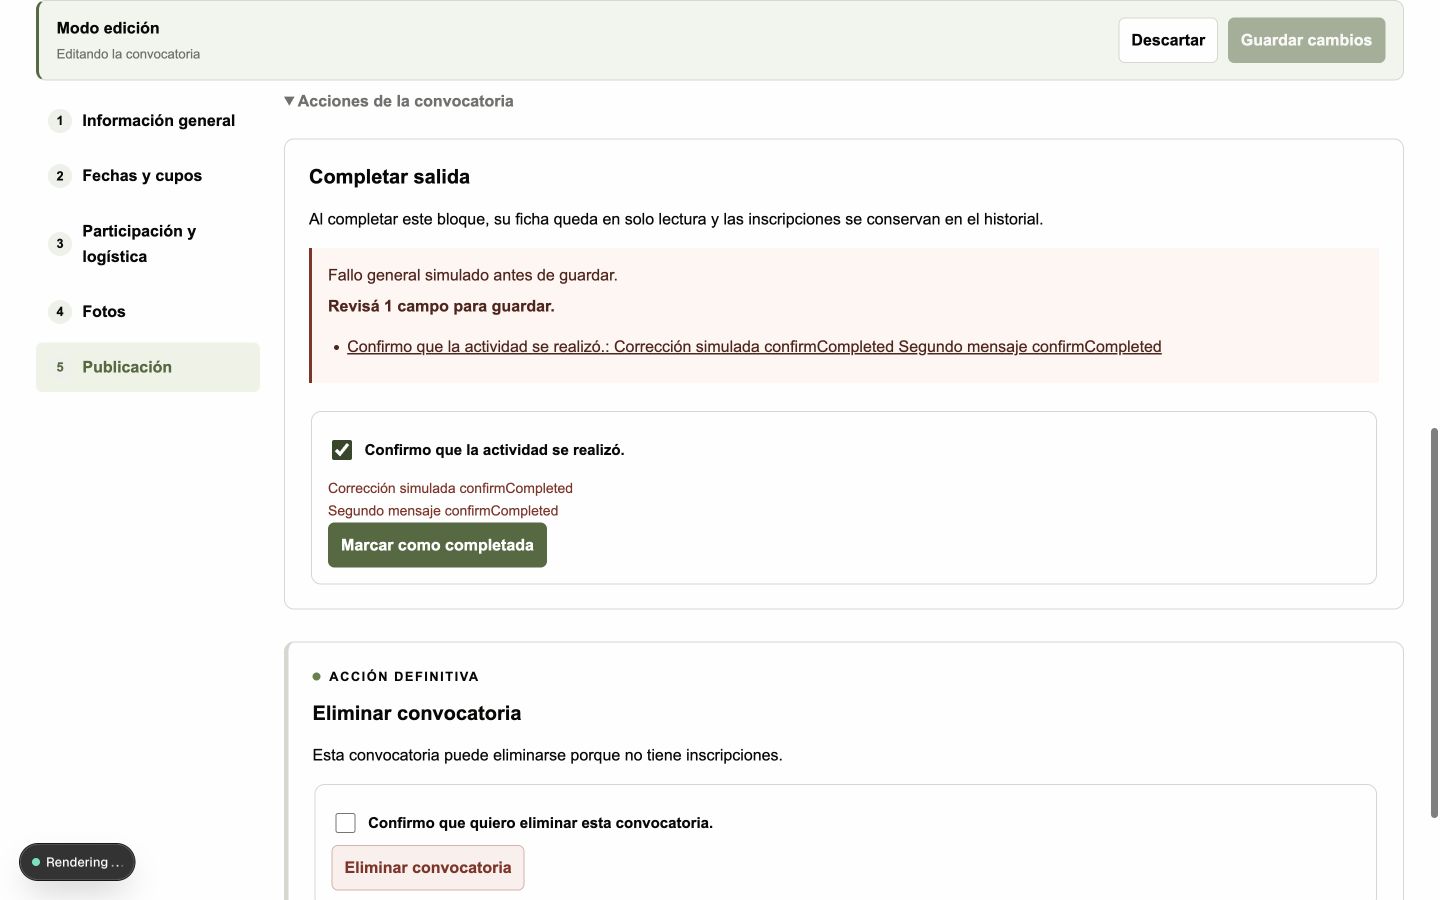 Modo edición
Editando la convocatoria
Descartar
Guardar cambios
1 Información general
2 Fechas y cupos
3 Participación y
logística
4 Fotos
5 Publicación
▼ Acciones de la convocatoria
Completar salida
Al completar este bloque, su ficha queda en solo lectura y las inscripciones se conservan en el historial.
Fallo general simulado antes de guardar.
Revisá 1 campo para guardar.
• Confirmo que la actividad se realizó.: Corrección simulada confirmCompleted Segundo mensaje confirmCompleted
Confirmo que la actividad se realizó.
Corrección simulada confirmCompleted
Segundo mensaje confirmCompleted
Marcar como completada
ACCIÓN DEFINITIVA
Eliminar convocatoria
Esta convocatoria puede eliminarse porque no tiene inscripciones.
Confirmo que quiero eliminar esta convocatoria.
Eliminar convocatoria
Rendering ...